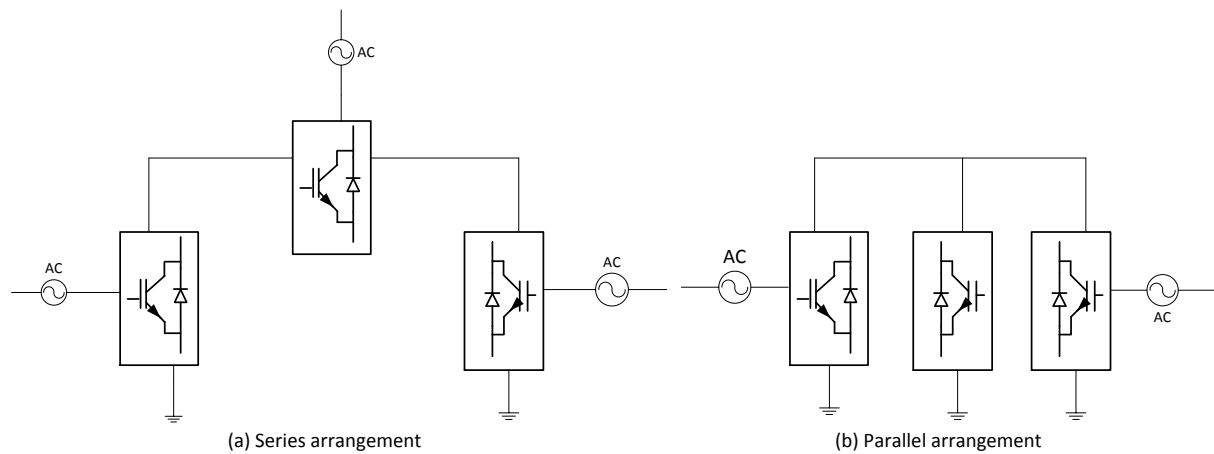 AC
AC
AC
AC
AC
(a) Series arrangement
(b) Parallel arrangement